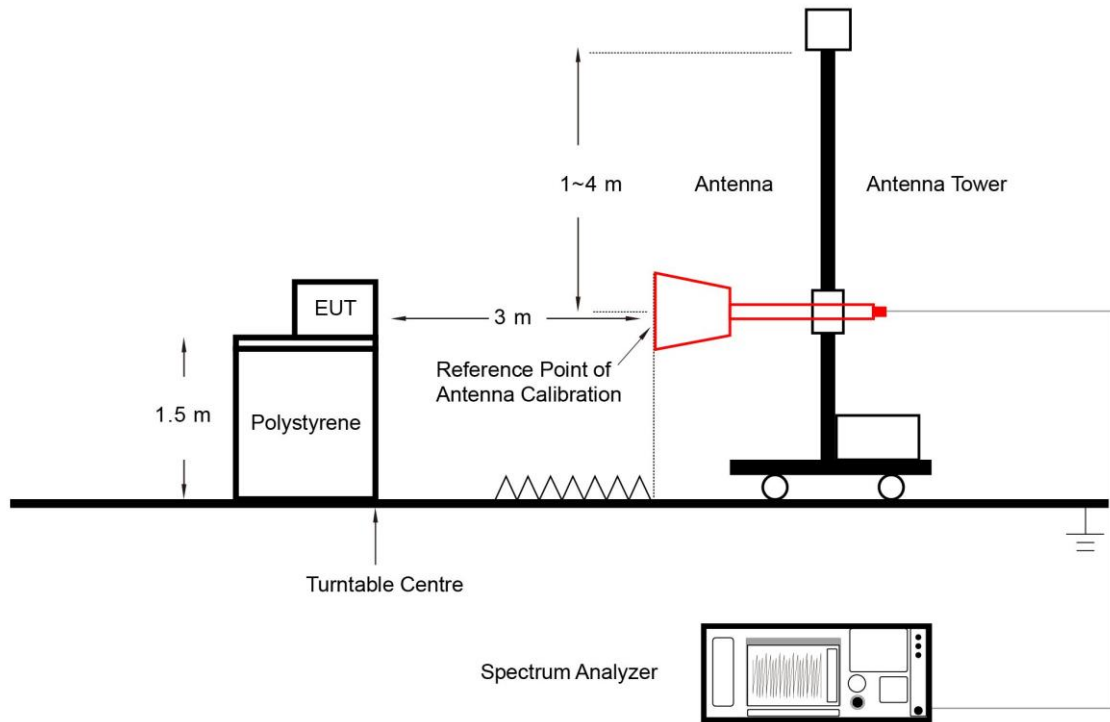 1~4 m
Antenna
Antenna Tower
EUT
3 m
Reference Point of
Antenna Calibration
1.5 m
Polystyrene
Turntable Centre
Spectrum Analyzer